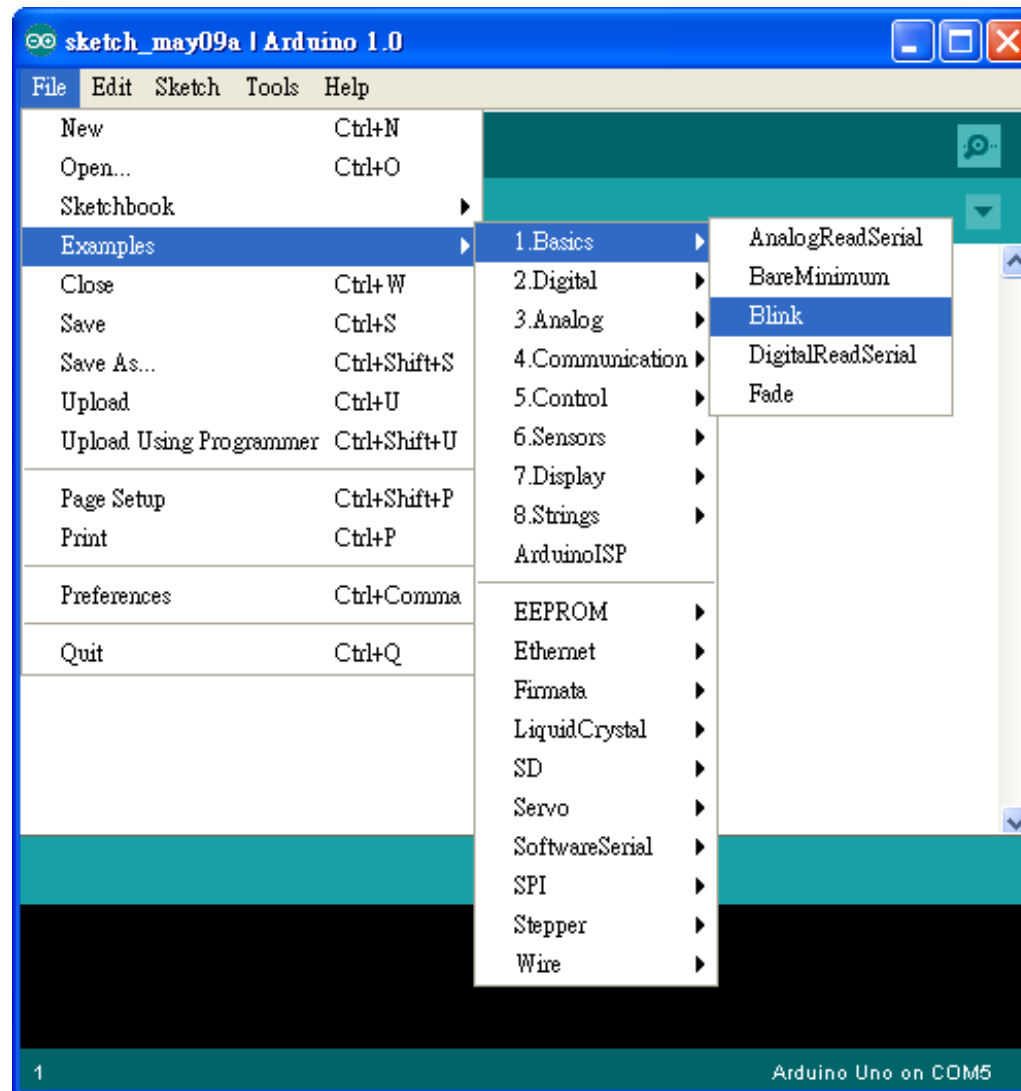 sketch_may09a | Arduino 1.0
File Edit Sketch Tools Help
New Ctrl+N
Open... Ctrl+O
Sketchbook
Examples
Close Ctrl+W
Save Ctrl+S
Save As... Ctrl+Shift+S
Upload Ctrl+U
Upload Using Programmer Ctrl+Shift+U
Page Setup Ctrl+Shift+P
Print Ctrl+P
Preferences Ctrl+Comma
Quit Ctrl+Q
1.Basics
2.Digital
3.Analog
4.Communication
5.Control
6.Sensors
7.Display
8.Strings
ArduinoISP
EEPROM
Ethernet
Firmata
LiquidCrystal
SD
Servo
SoftwareSerial
SPI
Stepper
Wire
AnalogReadSerial
BareMinimum
Blink
DigitalReadSerial
Fade
1 Arduino Uno on COM5